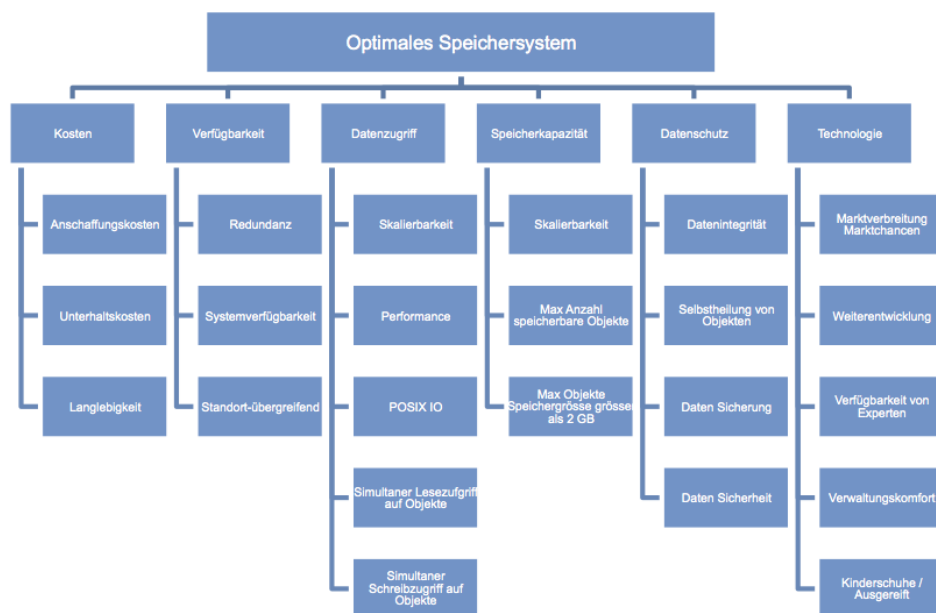 Optimales Speichersystem
Kosten
Verfügbarkeit
Datenzugriff
Speicherkapazität
Datenschutz
Technologie
Anschaffungskosten
Redundanz
Skalierbarkeit
Skalierbarkeit
Datenintegrität
Marktverbreitung
Marktchancen
Unterhaltskosten
Systemverfügbarkeit
Performance
Max Anzahl
speicherbare Objekte
Selbstheilung von
Objekten
Weiterentwicklung
Langlebigkeit
Standort-übergreifend
POSIX IO
Max Objekte
Speichergrösse grösser
als 2 GB
Daten Sicherung
Verfügbarkeit von
Experten
Simultaner Lesezufgriff
auf Objekte
Daten Sicherheit
Verwaltungskomfort
Simultaner
Schreibzugriff auf
Objekte
Kinderschuhe /
Ausgereift